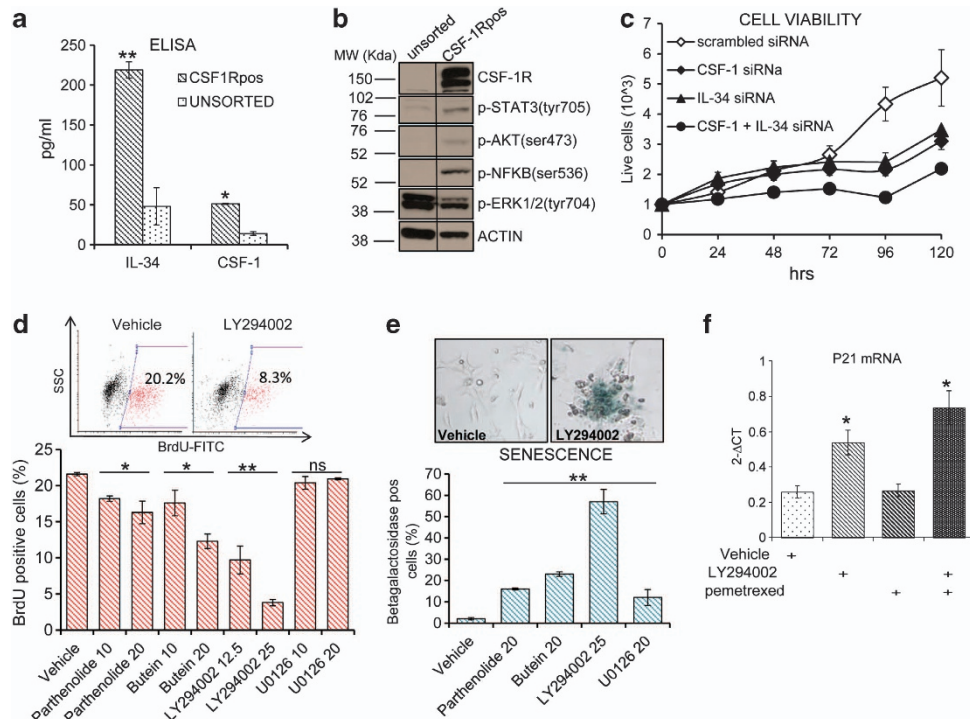 a
ELISA
**
CSF1Rpos
UNSORTED
*
250
200
150
100
50
0
pg/ml
IL-34
CSF-1
b
unsorted
CSF-1Rpos
MW (Kda)
150
102
76
76
52
52
38
38
CSF-1R
p-STAT3(tyr705)
p-AKT(ser473)
p-NFKB(ser536)
p-ERK1/2(tyr704)
ACTIN
c
CELL VIABILITY
scrambled siRNA
CSF-1 siRNa
IL-34 siRNA
CSF-1 + IL-34 siRNA
7
6
5
4
3
2
1
0
Live cells (10^3)
0
24
48
72
96
120
hrs
d
Vehicle
LY294002
SSC
20.2%
8.3%
BrdU-FITC
BrdU positive cells (%)
25
20
15
10
5
0
*
*
**
ns
Vehicle
Parthenolide 10
Parthenolide 20
Butein 10
Butein 20
LY294002 12.5
LY294002 25
U0126 10
U0126 20
e
Vehicle
LY294002
SENESCENCE
**
Betagalactosidase pos
cells (%)
70
60
50
40
30
20
10
0
Vehicle
Parthenolide 20
Butein 20
LY294002 25
U0126 20
f
P21 mRNA
1
0.8
0.6
0.4
0.2
0
2-ΔCT
*
*
Vehicle +
LY294002 + +
pemetrexed + +